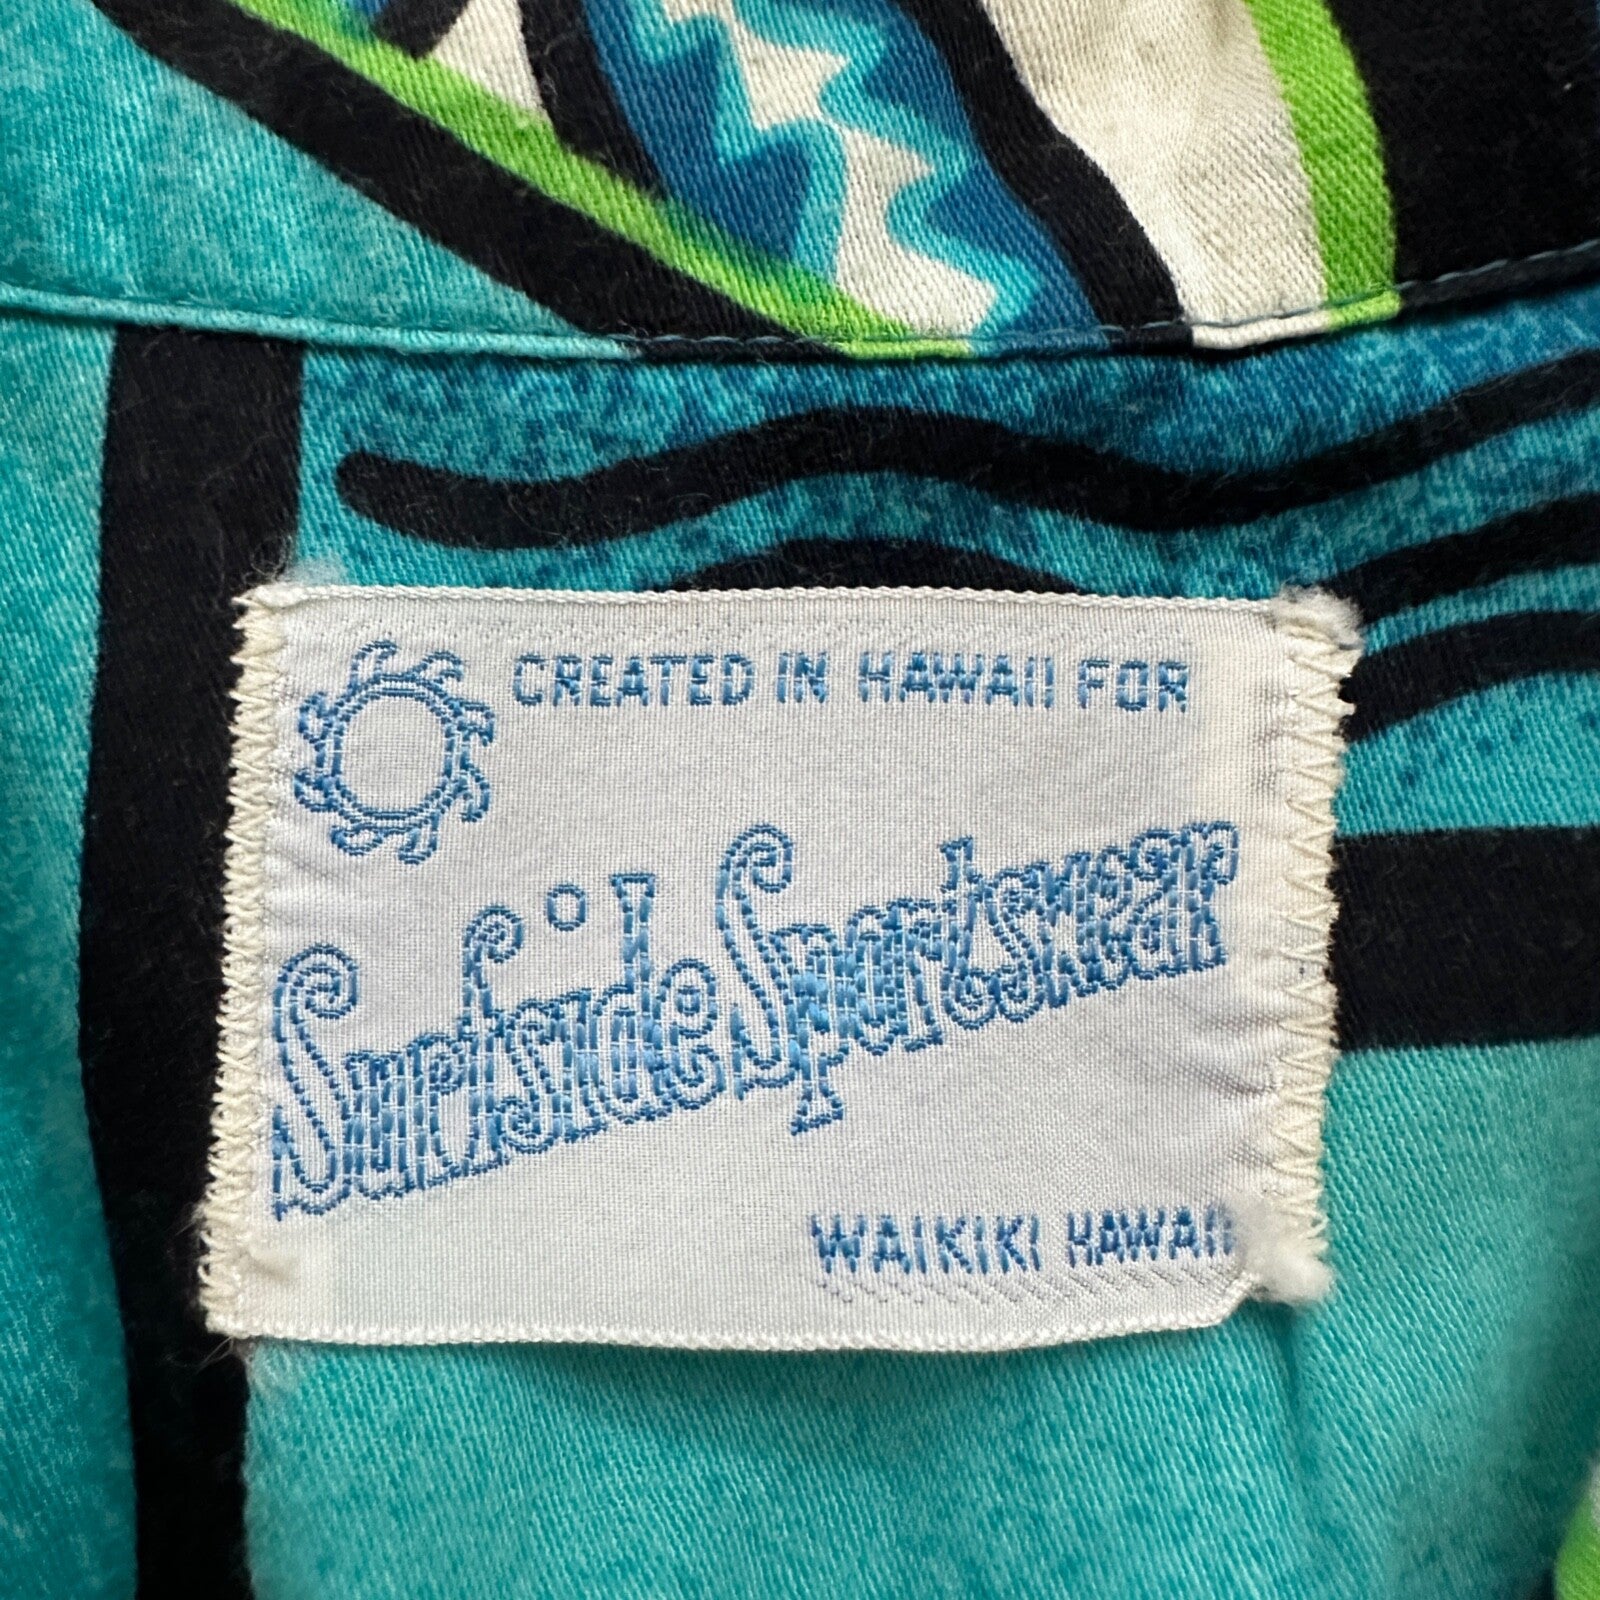 CREATED IN HAWAII FOR
Surfside Sportswear
WAIKIKI HAWAII